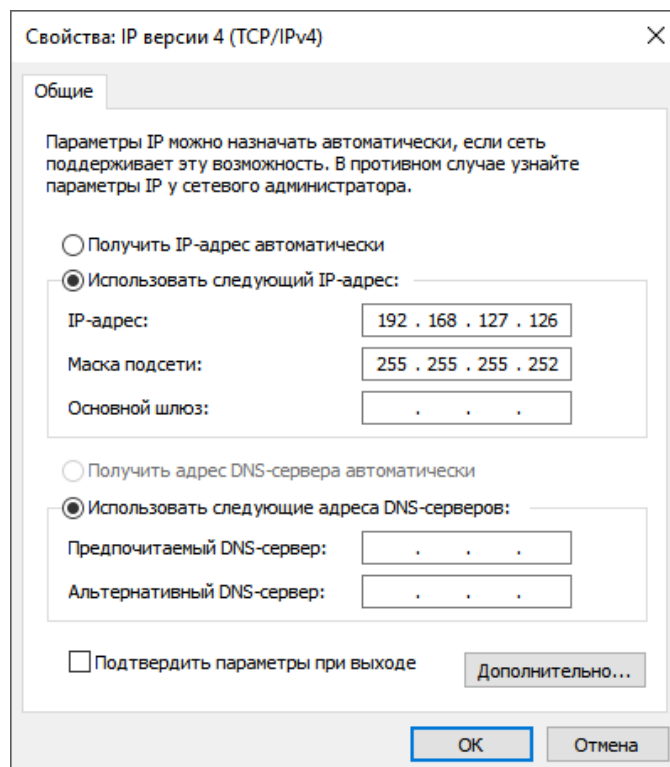 Свойства: IP версии 4 (TCP/IPv4)
Общие
Параметры IP можно назначать автоматически, если сеть
поддерживает эту возможность. В противном случае узнайте
параметры IP у сетевого администратора.
Получить IP-адрес автоматически
Использовать следующий IP-адрес:
IP-адрес: 192 . 168 . 127 . 126
Маска подсети: 255 . 255 . 255 . 252
Основной шлюз: . . .
Получить адрес DNS-сервера автоматически
Использовать следующие адреса DNS-серверов:
Предпочитаемый DNS-сервер: . . .
Альтернативный DNS-сервер: . . .
Подтвердить параметры при выходе
Дополнительно...
ОК Отмена